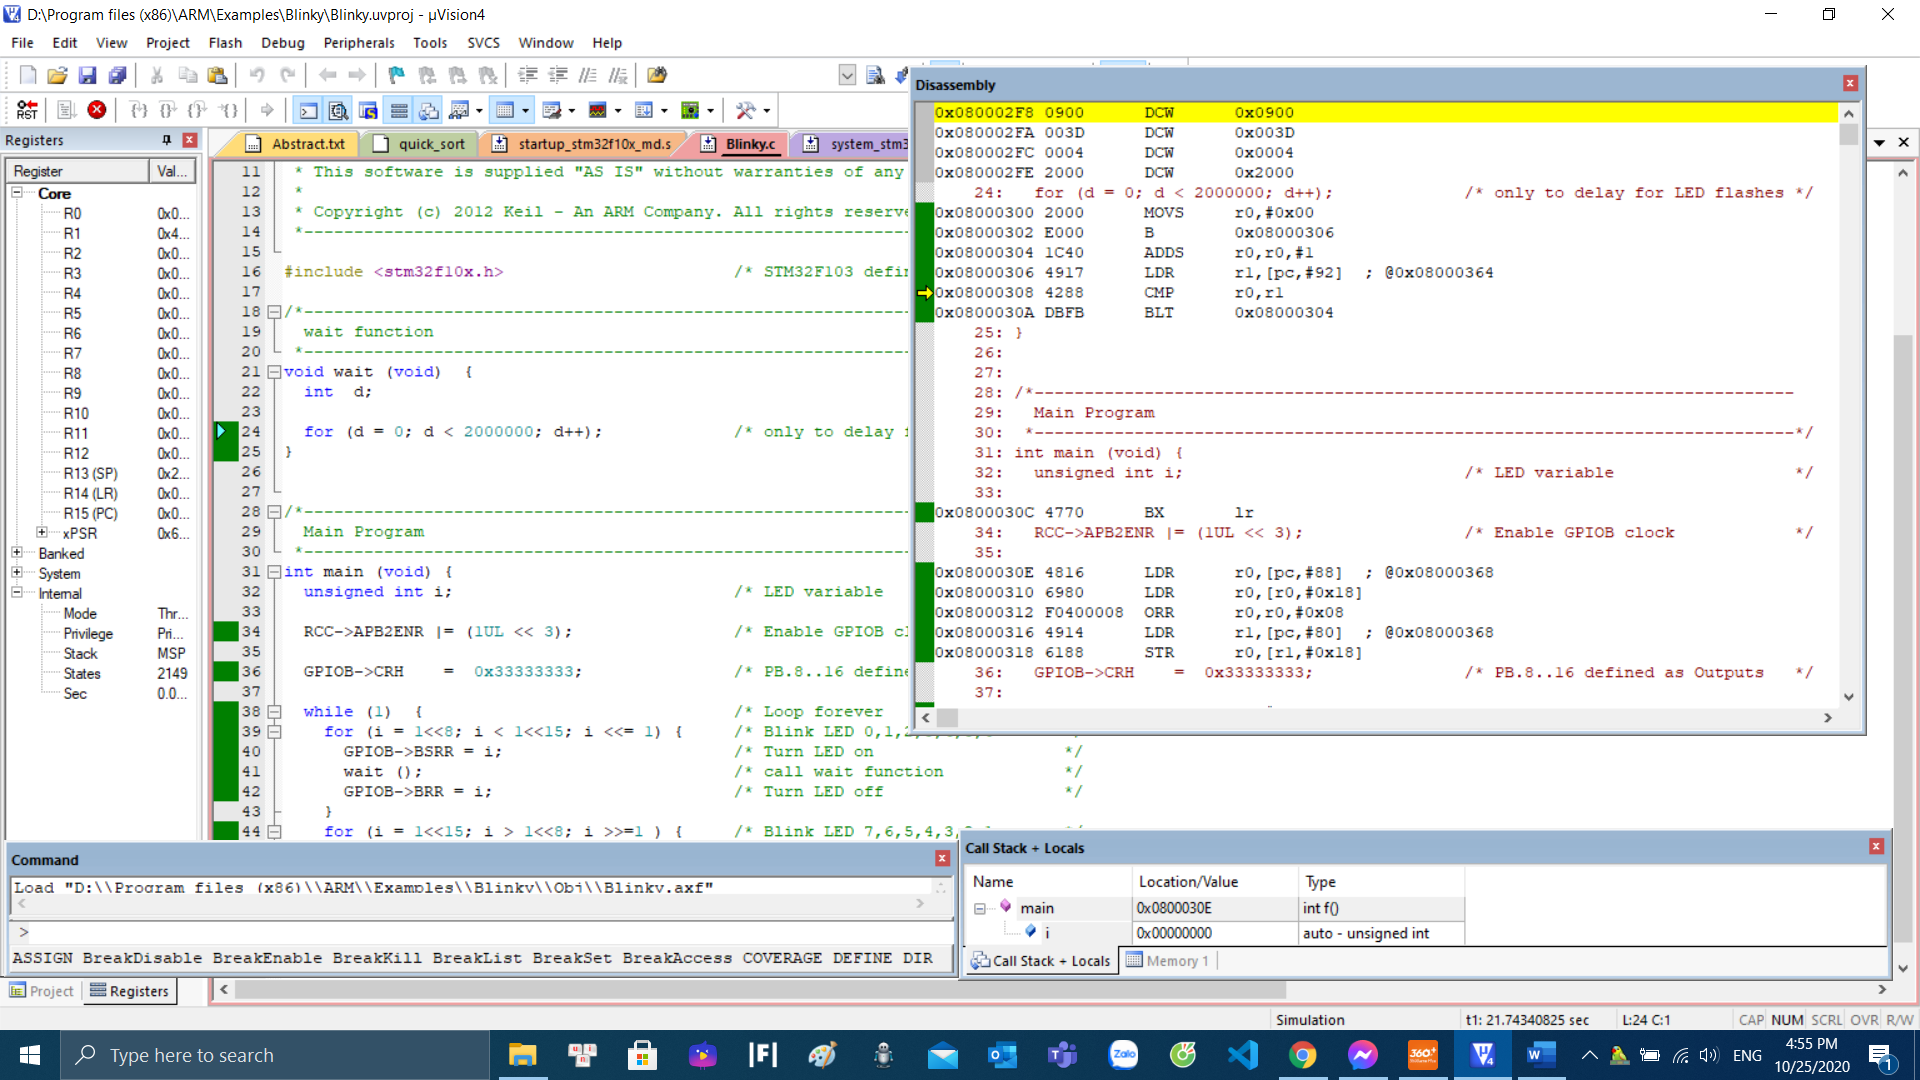 D:\Program files (x86)\ARM\Examples\Blinky\Blinky.uvproj - µVision4
File Edit View Project Flash Debug Peripherals Tools SVCS Window Help
RST
Registers
Register Val...
Core
R0 0x0...
R1 0x4...
R2 0x0...
R3 0x0...
R4 0x0...
R5 0x0...
R6 0x0...
R7 0x0...
R8 0x0...
R9 0x0...
R10 0x0...
R11 0x0...
R12 0x0...
R13 (SP) 0x2...
R14 (LR) 0x0...
R15 (PC) 0x0...
xPSR 0x6...
Banked
System
Internal
Mode Thr...
Privilege Pri...
Stack MSP
States 2149
Sec 0.0...
Project Registers
Abstract.txt quick_sort startup_stm32f10x_md.s Blinky.c system_stm3
11 * This software is supplied "AS IS" without warranties of any
12 *
13 * Copyright (c) 2012 Keil - An ARM Company. All rights reserve
14 *----------------------------------------------------------------
15
16 #include <stm32f10x.h> /* STM32F103 defin
17
18 /*----------------------------------------------------------------
19 wait function
20 *----------------------------------------------------------------
21 void wait (void) {
22 int d;
23
24 for (d = 0; d < 2000000; d++); /* only to delay f
25 }
26
27
28 /*----------------------------------------------------------------
29 Main Program
30 *----------------------------------------------------------------
31 int main (void) {
32 unsigned int i; /* LED variable
33
34 RCC->APB2ENR |= (1UL << 3); /* Enable GPIOB cl
35
36 GPIOB->CRH = 0x33333333; /* PB.8..16 define
37
38 while (1) { /* Loop forever
39 for (i = 1<<8; i < 1<<15; i <<= 1) { /* Blink LED 0,1,2
40 GPIOB->BSRR = i; /* Turn LED on */
41 wait (); /* call wait function */
42 GPIOB->BRR = i; /* Turn LED off */
43 }
44 for (i = 1<<15; i > 1<<8; i >>=1 ) { /* Blink LED 7,6,5,4,3,
Disassembly
0x080002F8 0900 DCW 0x0900
0x080002FA 003D DCW 0x003D
0x080002FC 0004 DCW 0x0004
0x080002FE 2000 DCW 0x2000
24: for (d = 0; d < 2000000; d++); /* only to delay for LED flashes */
0x08000300 2000 MOVS r0,#0x00
0x08000302 E000 B 0x08000306
0x08000304 1C40 ADDS r0,r0,#1
0x08000306 4917 LDR r1,[pc,#92] ; @0x08000364
0x08000308 4288 CMP r0,r1
0x0800030A DBFB BLT 0x08000304
25: }
26:
27:
28: /*----------------------------------------------------------------------------
29: Main Program
30: *----------------------------------------------------------------------------*/
31: int main (void) {
32: unsigned int i; /* LED variable */
33:
0x0800030C 4770 BX lr
34: RCC->APB2ENR |= (1UL << 3); /* Enable GPIOB clock */
35:
0x0800030E 4816 LDR r0,[pc,#88] ; @0x08000368
0x08000310 6980 LDR r0,[r0,#0x18]
0x08000312 F0400008 ORR r0,r0,#0x08
0x08000316 4914 LDR r1,[pc,#80] ; @0x08000368
0x08000318 6188 STR r0,[r1,#0x18]
36: GPIOB->CRH = 0x33333333; /* PB.8..16 defined as Outputs */
37:
Command
Load "D:\\Program files (x86)\\ARM\\Examples\\Blinky\\Obj\\Blinky.axf"
>
ASSIGN BreakDisable BreakEnable BreakKill BreakList BreakSet BreakAccess COVERAGE DEFINE DIR
Call Stack + Locals
Name Location/Value Type
main 0x0800030E int f()
i 0x00000000 auto - unsigned int
Call Stack + Locals Memory 1
Simulation t1: 21.74340825 sec L:24 C:1 CAP NUM SCRL OVR R/W
Type here to search
Zalo
360°
ENG
4:55 PM
10/25/2020
1